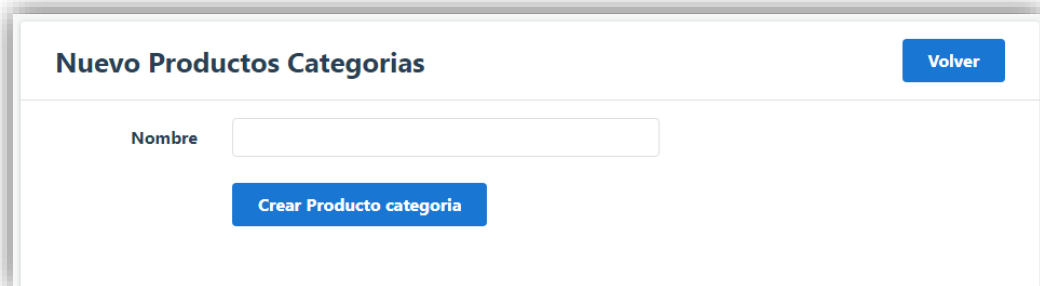 Nuevo Productos Categorias
Volver
Nombre
Crear Producto categoria